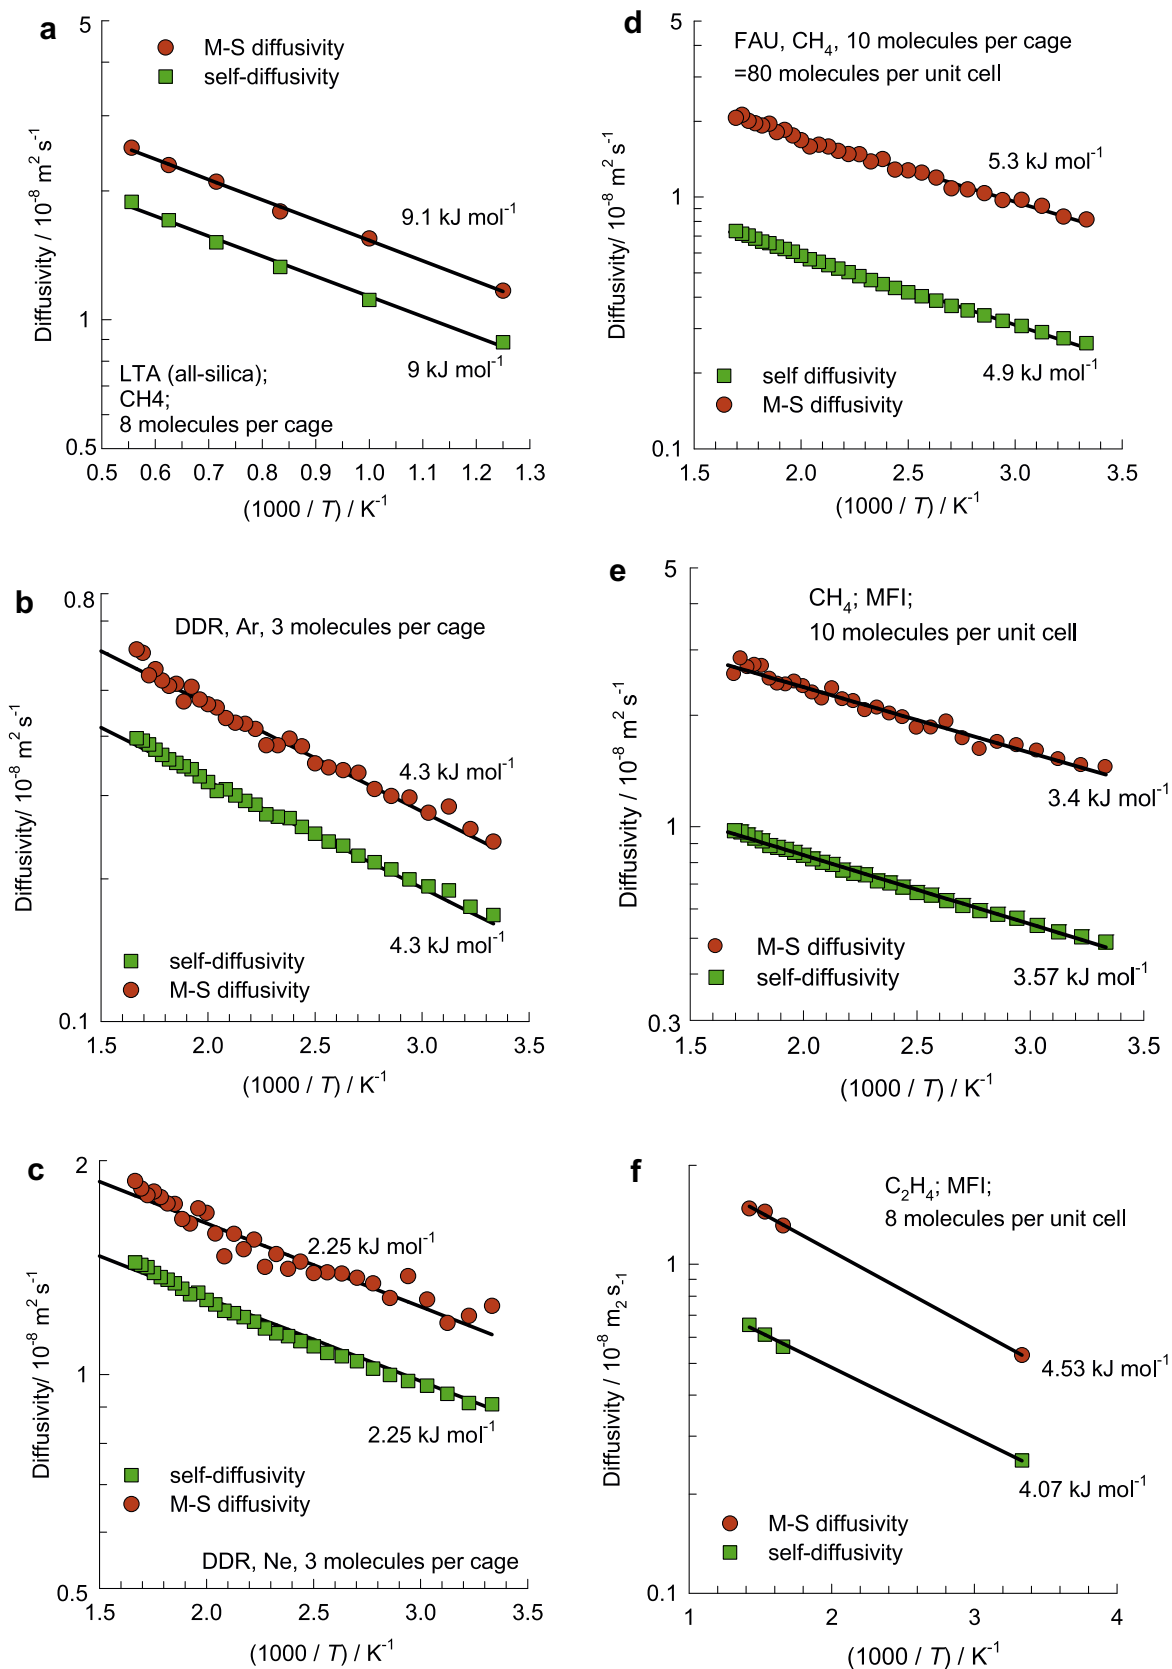 a
5
M-S diffusivity
self-diffusivity
2
Diffusivity/ 10⁻⁸ m² s⁻¹
9.1 kJ mol⁻¹
1
9 kJ mol⁻¹
LTA (all-silica);
CH4;
8 molecules per cage
0.5
0.5 0.6 0.7 0.8 0.9 1.0 1.1 1.2 1.3
(1000 / T) / K⁻¹
b
0.8
DDR, Ar, 3 molecules per cage
Diffusivity/ 10⁻⁸ m² s⁻¹
4.3 kJ mol⁻¹
4.3 kJ mol⁻¹
self-diffusivity
M-S diffusivity
0.1
1.5 2.0 2.5 3.0 3.5
(1000 / T) / K⁻¹
c
2
Diffusivity/ 10⁻⁸ m² s⁻¹
2.25 kJ mol⁻¹
1
2.25 kJ mol⁻¹
self-diffusivity
M-S diffusivity
DDR, Ne, 3 molecules per cage
0.5
1.5 2.0 2.5 3.0 3.5
(1000 / T) / K⁻¹
d
5
FAU, CH₄, 10 molecules per cage
=80 molecules per unit cell
2
Diffusivity/ 10⁻⁸ m² s⁻¹
5.3 kJ mol⁻¹
1
4.9 kJ mol⁻¹
0.2
self diffusivity
M-S diffusivity
0.1
1.5 2.0 2.5 3.0 3.5
(1000 / T) / K⁻¹
e
5
CH₄; MFI;
10 molecules per unit cell
2
Diffusivity / 10⁻⁸ m² s⁻¹
3.4 kJ mol⁻¹
1
M-S diffusivity
self-diffusivity
3.57 kJ mol⁻¹
0.3
1.5 2.0 2.5 3.0 3.5
(1000 / T) / K⁻¹
f
C₂H₄; MFI;
8 molecules per unit cell
1
Diffusivity / 10⁻⁸ m₂ s₋₁
4.53 kJ mol⁻¹
4.07 kJ mol⁻¹
M-S diffusivity
self-diffusivity
0.1
1 2 3 4
(1000 / T) / K⁻¹